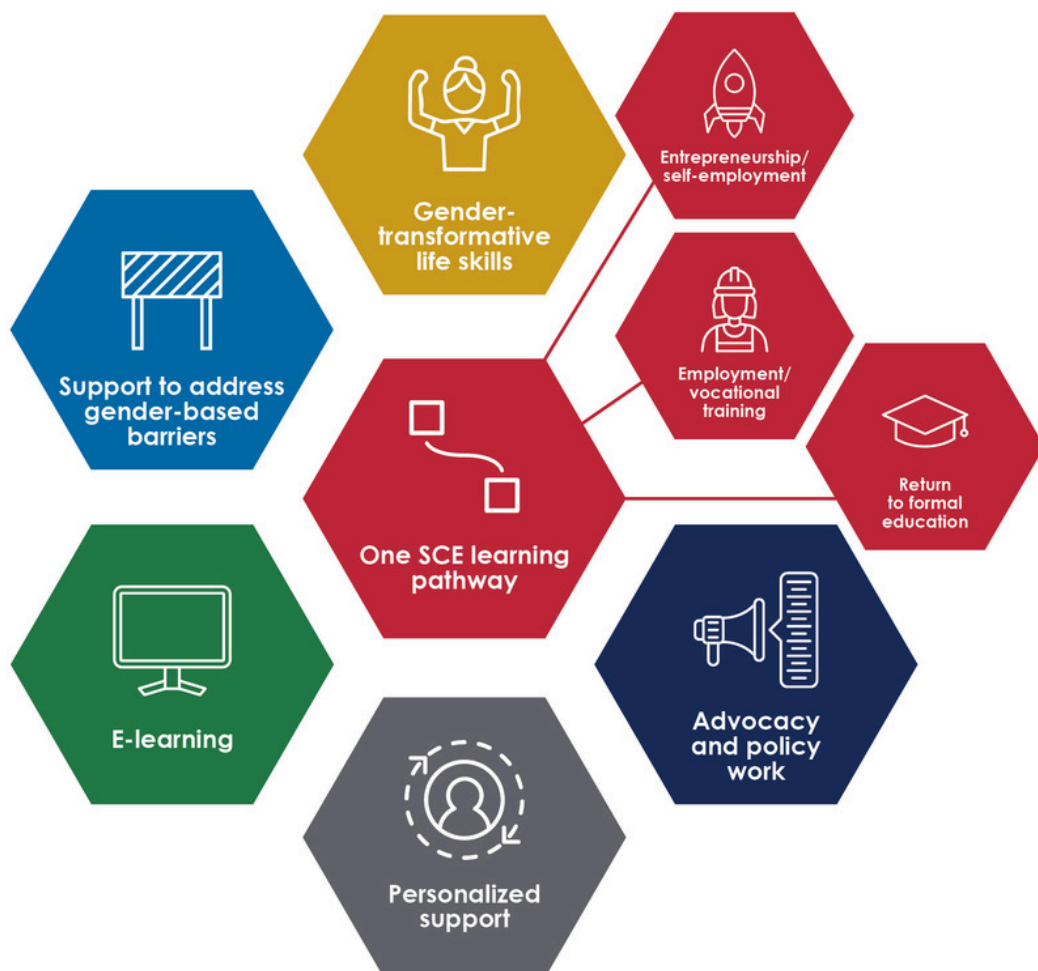 Gender-
transformative
life skills
Entrepreneurship/
self-employment
Support to address
gender-based
barriers
Employment/
vocational
training
One SCE learning
pathway
Return
to formal
education
E-learning
Advocacy
and policy
work
Personalized
support